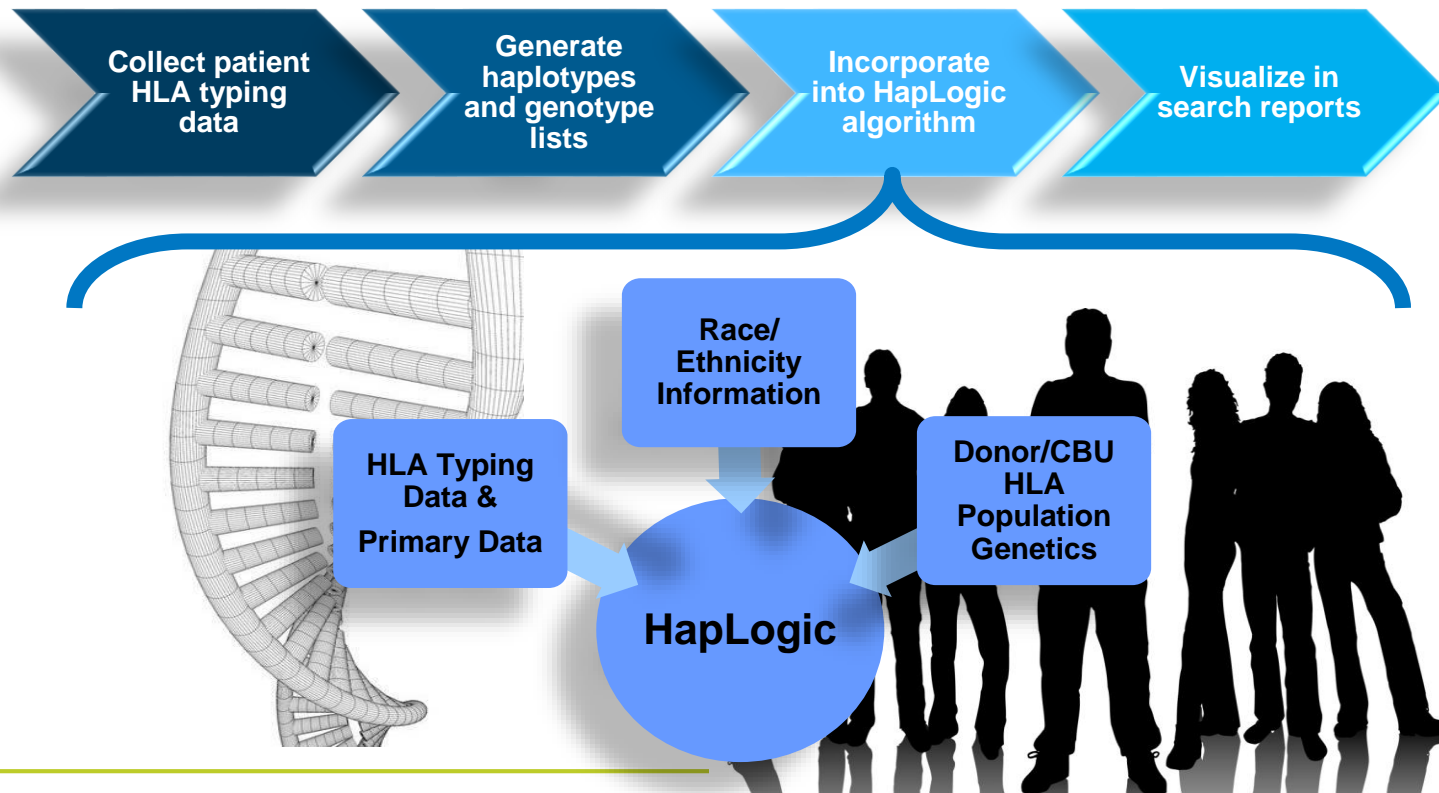 Collect patient
HLA typing
data
Generate
haplotypes
and genotype
lists
Incorporate
into HapLogic
algorithm
Visualize in
search reports
Race/
Ethnicity
Information
HLA Typing
Data &
Primary Data
Donor/CBU
HLA
Population
Genetics
HapLogic